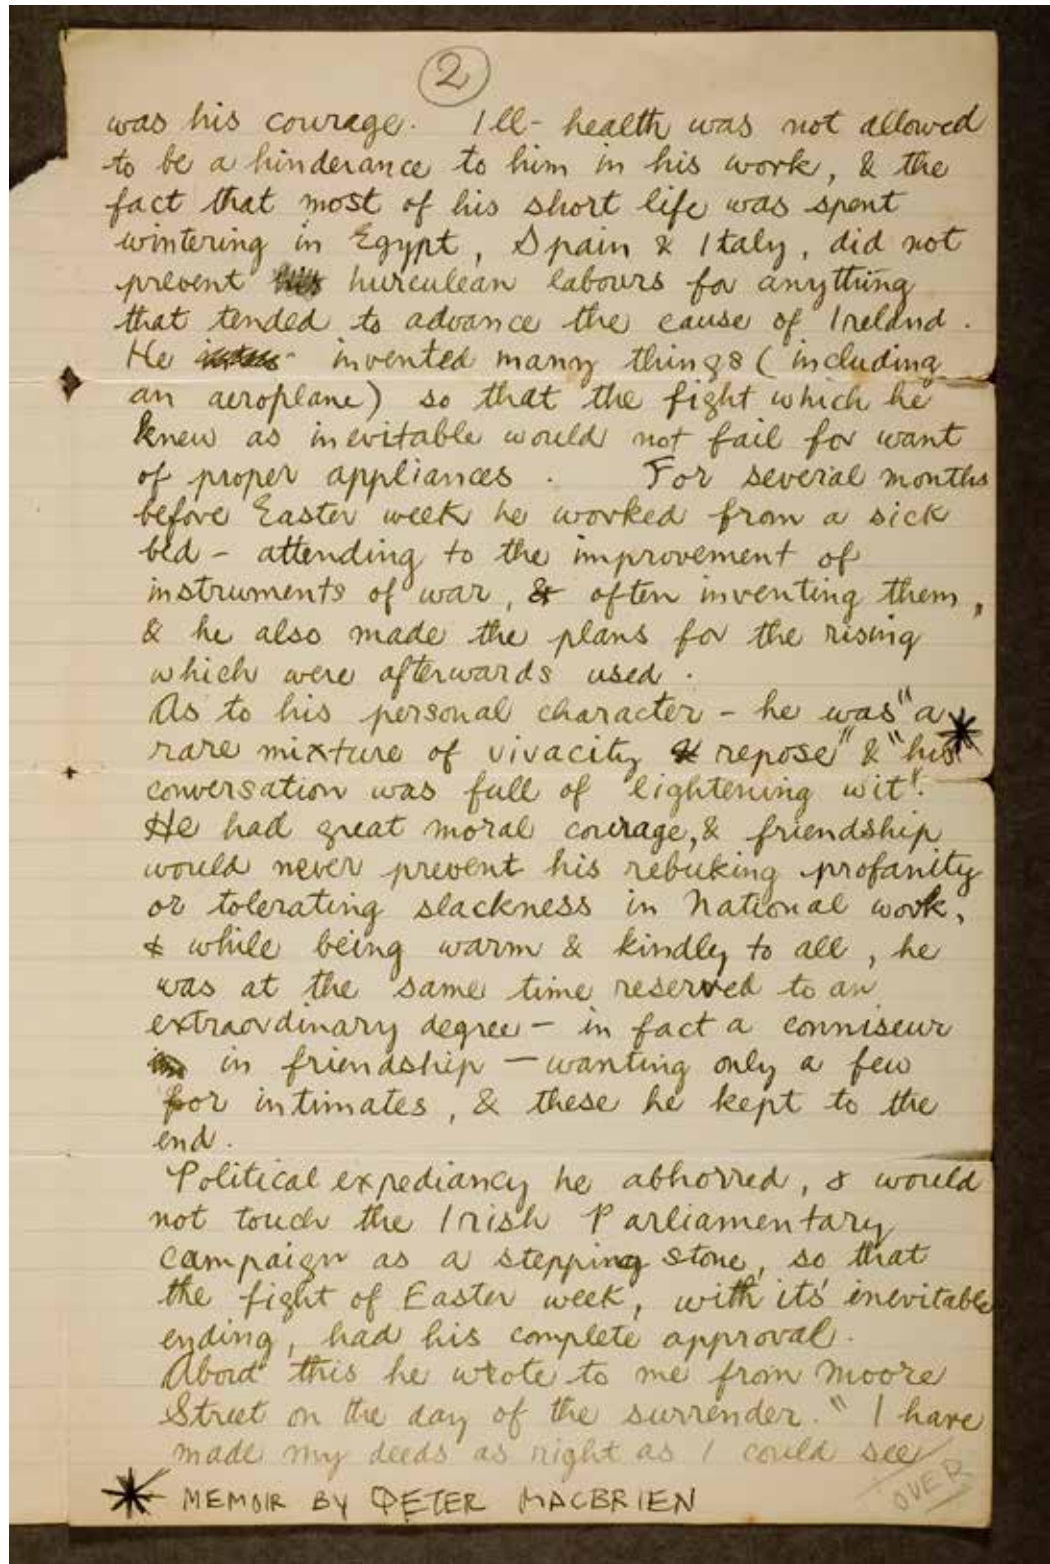 2
was his courage. Ill-health was not allowed
to be a hinderance to him in his work, & the
fact that most of his short life was spent
wintering in Egypt, Spain & Italy, did not
prevent his hurculean labours for anything
that tended to advance the cause of Ireland.
He invented many things (including
an aeroplane) so that the fight which he
knew as inevitable would not fail for want
of proper appliances. For several months
before Easter week he worked from a sick
bed - attending to the improvement of
instruments of war, & often inventing them,
& he also made the plans for the rising
which were afterwards used.
As to his personal character - he was "a
rare mixture of vivacity & repose" & "his
conversation was full of lightening wit".
He had great moral courage, & friendship
would never prevent his rebuking profanity
or tolerating slackness in National work,
& while being warm & kindly to all, he
was at the same time reserved to an
extraordinary degree - in fact a conniseur
in friendship - wanting only a few
for intimates, & these he kept to the
end.
Political expediancy he abhorred, & would
not touch the Irish Parliamentary
campaign as a stepping stone, so that
the fight of Easter week, with its' inevitable
ending, had his complete approval.
About this he wrote to me from Moore
Street on the day of the surrender. "I have
made my deeds as right as I could see
OVER
* MEMOIR BY PETER MACBRIEN